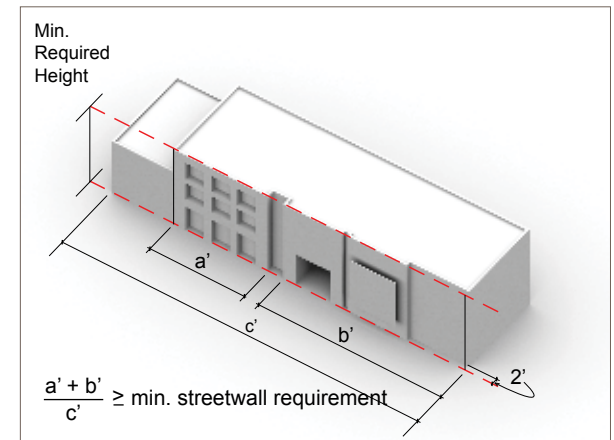 Min.
Required
Height
a’
c’
b’
2’
a’ + b’
c’
≥ min. streetwall requirement